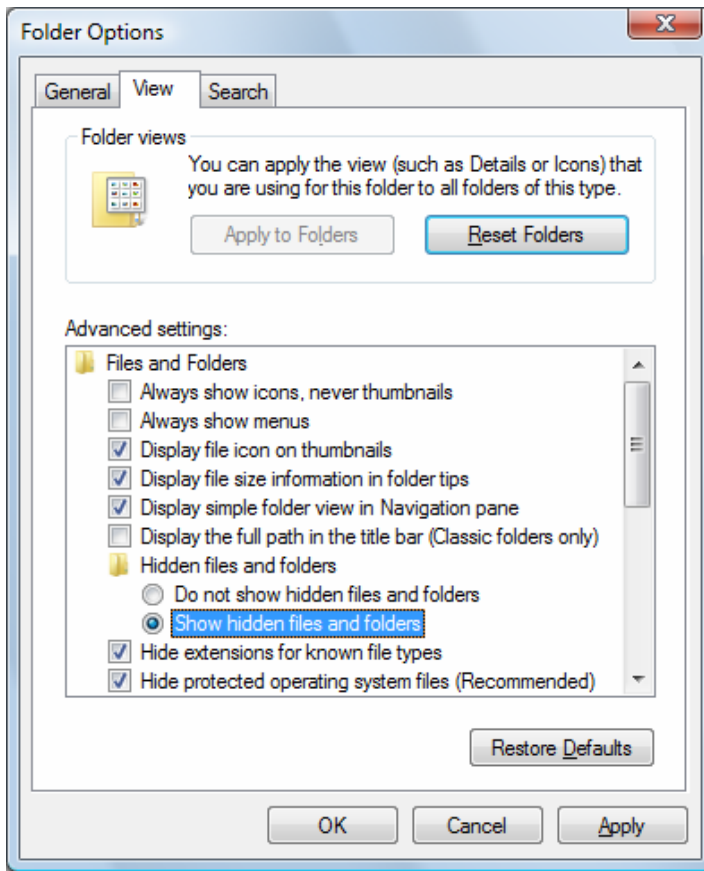 Folder Options
General View Search
Folder views
You can apply the view (such as Details or Icons) that
you are using for this folder to all folders of this type.
Apply to Folders Reset Folders
Advanced settings:
Files and Folders
Always show icons, never thumbnails
Always show menus
Display file icon on thumbnails
Display file size information in folder tips
Display simple folder view in Navigation pane
Display the full path in the title bar (Classic folders only)
Hidden files and folders
Do not show hidden files and folders
Show hidden files and folders
Hide extensions for known file types
Hide protected operating system files (Recommended)
Restore Defaults
OK Cancel Apply